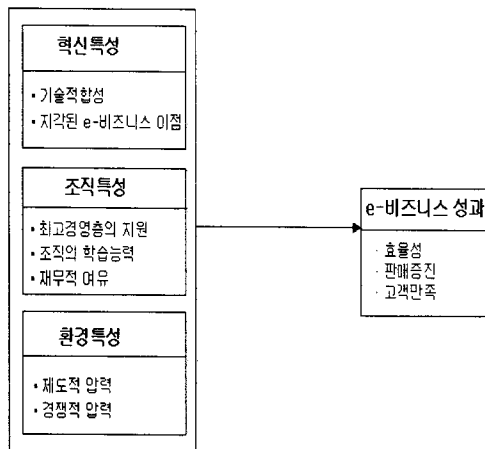 혁신특성
• 기술적합성
• 지각된 e-비즈니스 이점
조직특성
• 최고경영층의 지원
• 조직의 학습능력
• 재무적 여유
환경특성
• 제도적 압력
• 경쟁적 압력
e-비즈니스 성과
· 효율성
· 판매증진
· 고객만족